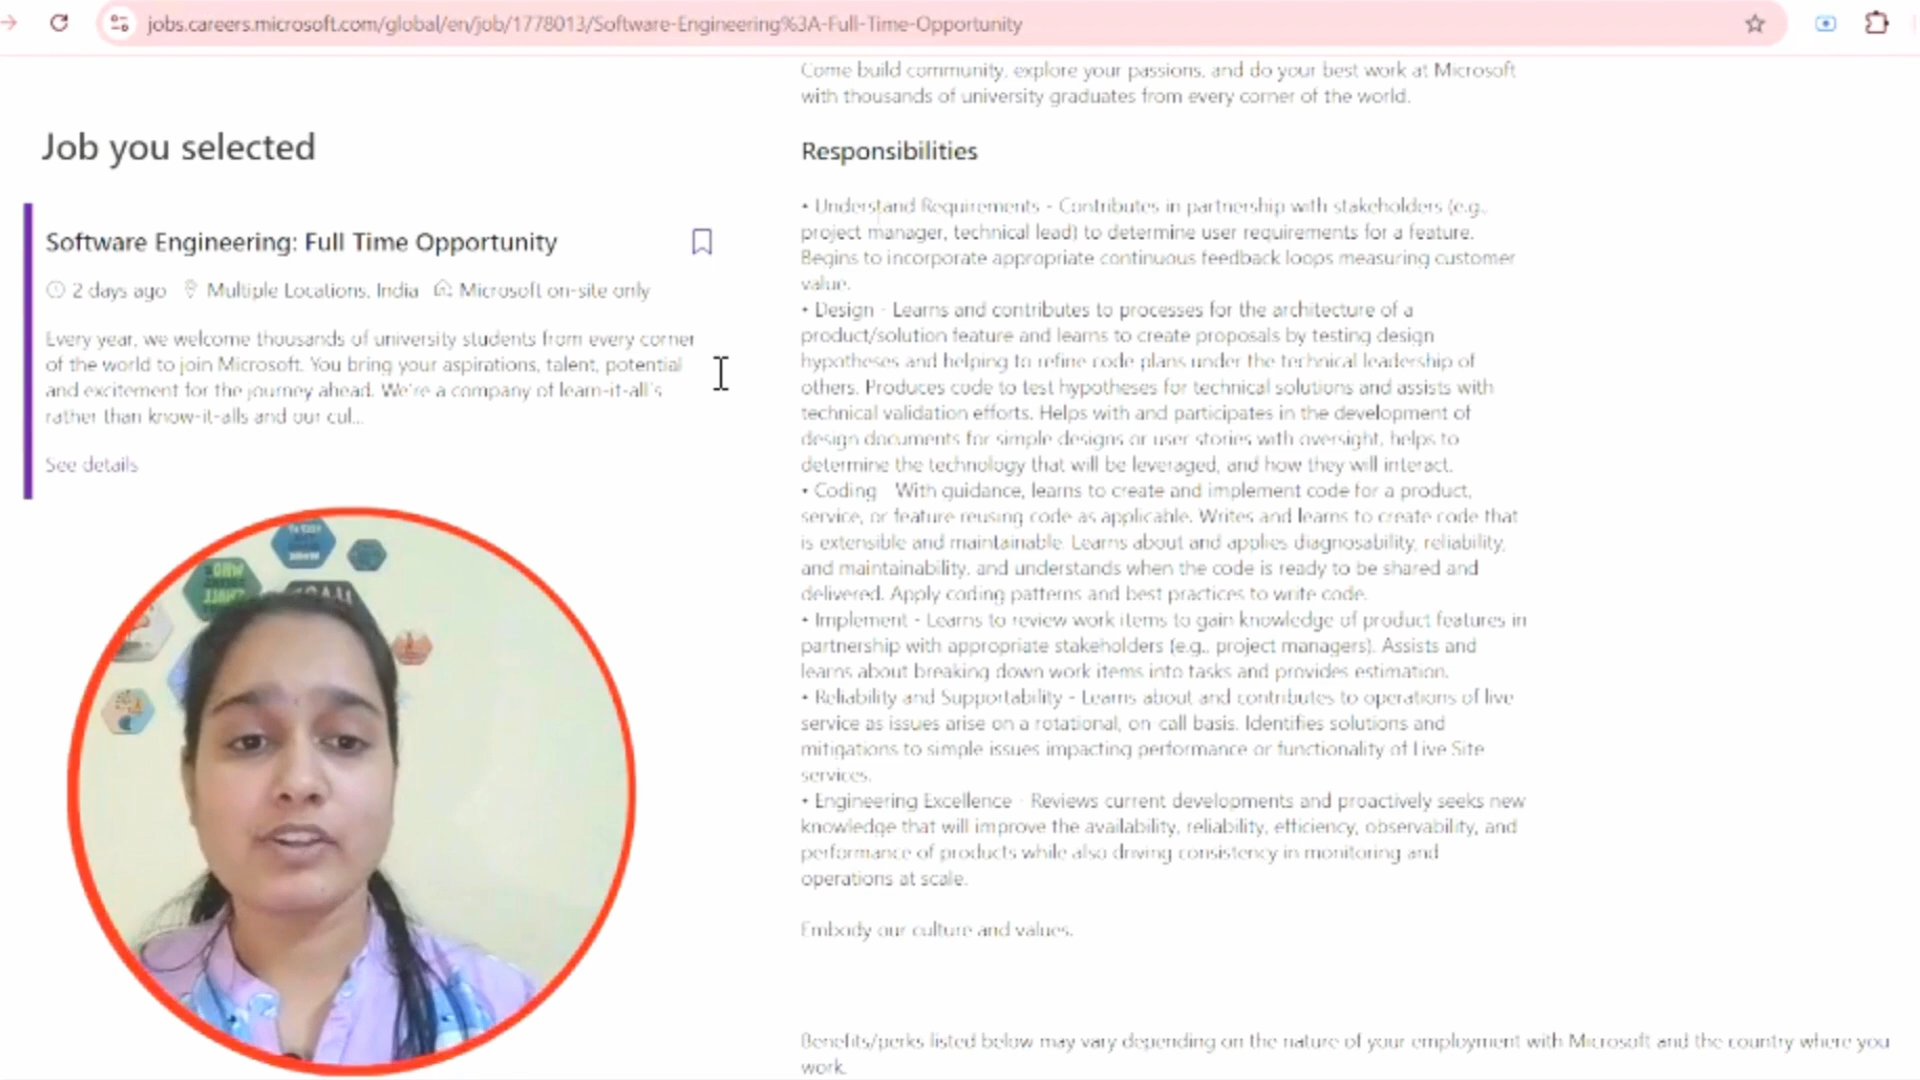 jobs.careers.microsoft.com/global/en/job/1778013/Software-Engineering%3A-Full-Time-Opportunity
Job you selected
Software Engineering: Full Time Opportunity
2 days ago Multiple Locations, India Microsoft on-site only
Every year, we welcome thousands of university students from every corner
of the world to join Microsoft. You bring your aspirations, talent, potential
and excitement for the journey ahead. We're a company of learn-it-all's
rather than know-it-alls and our cul...
See details
Come build community, explore your passions, and do your best work at Microsoft
with thousands of university graduates from every corner of the world.
Responsibilities
• Understand Requirements - Contributes in partnership with stakeholders (e.g.,
project manager, technical lead) to determine user requirements for a feature.
Begins to incorporate appropriate continuous feedback loops measuring customer
value.
• Design - Learns and contributes to processes for the architecture of a
product/solution feature and learns to create proposals by testing design
hypotheses and helping to refine code plans under the technical leadership of
others. Produces code to test hypotheses for technical solutions and assists with
technical validation efforts. Helps with and participates in the development of
design documents for simple designs or user stories with oversight, helps to
determine the technology that will be leveraged, and how they will interact.
• Coding - With guidance, learns to create and implement code for a product,
service, or feature reusing code as applicable. Writes and learns to create code that
is extensible and maintainable. Learns about and applies diagnosability, reliability,
and maintainability, and understands when the code is ready to be shared and
delivered. Apply coding patterns and best practices to write code.
• Implement - Learns to review work items to gain knowledge of product features in
partnership with appropriate stakeholders (e.g., project managers). Assists and
learns about breaking down work items into tasks and provides estimation.
• Reliability and Supportability - Learns about and contributes to operations of live
service as issues arise on a rotational, on-call basis. Identifies solutions and
mitigations to simple issues impacting performance or functionality of Live Site
services.
• Engineering Excellence - Reviews current developments and proactively seeks new
knowledge that will improve the availability, reliability, efficiency, observability, and
performance of products while also driving consistency in monitoring and
operations at scale.
Embody our culture and values.
Benefits/perks listed below may vary depending on the nature of your employment with Microsoft and the country where you
work.